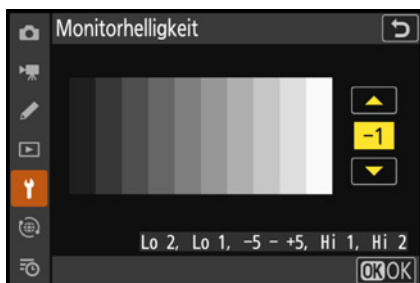 Monitorhelligkeit
−1
Lo 2, Lo 1, −5 – +5, Hi 1, Hi 2
OK OK